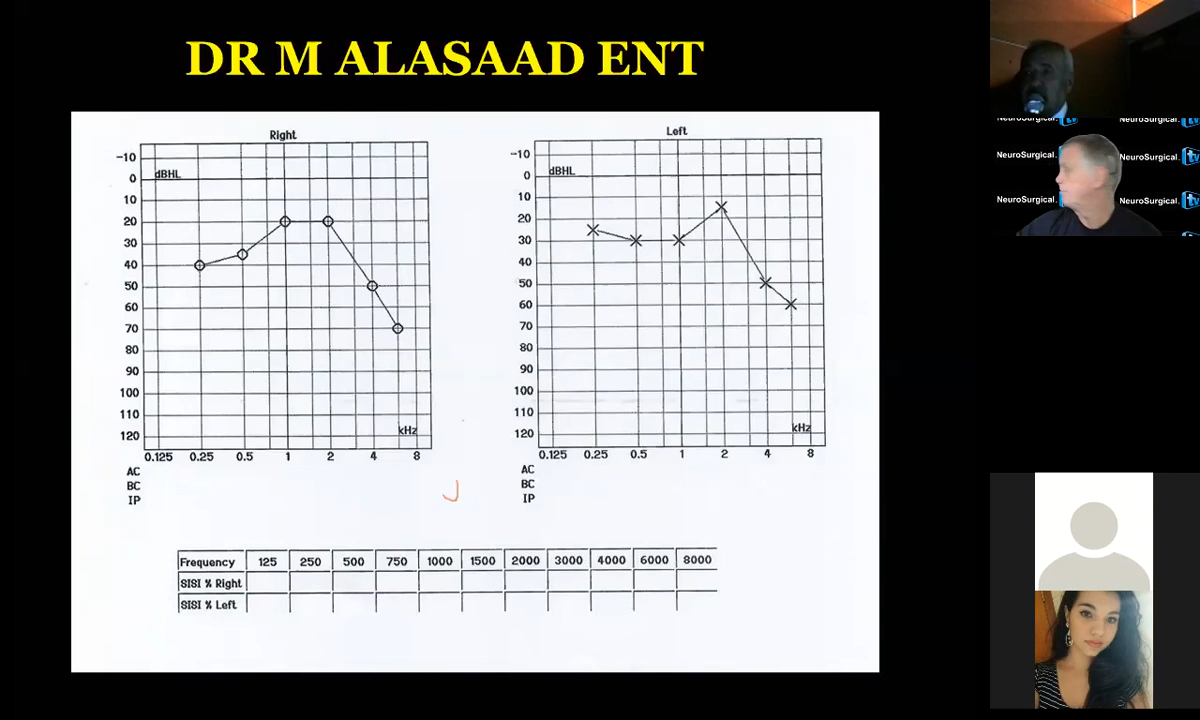 DR M ALASAAD ENT
Right
-10
0
10
20
30
40
50
60
70
80
90
100
110
120
dBHL
kHz
0.125 0.25 0.5 1 2 4 8
AC
BC
IP
Left
-10
0
10
20
30
40
50
60
70
80
90
100
110
120
dBHL
kHz
0.125 0.25 0.5 1 2 4 8
AC
BC
IP
Frequency 125 250 500 750 1000 1500 2000 3000 4000 6000 8000
SISI % Right
SISI % Left
NeuroSurgical. NeuroSurgical. tv
NeuroSurgical. NeuroSurgical. tv
NeuroSurgical. NeuroSurgical. tv